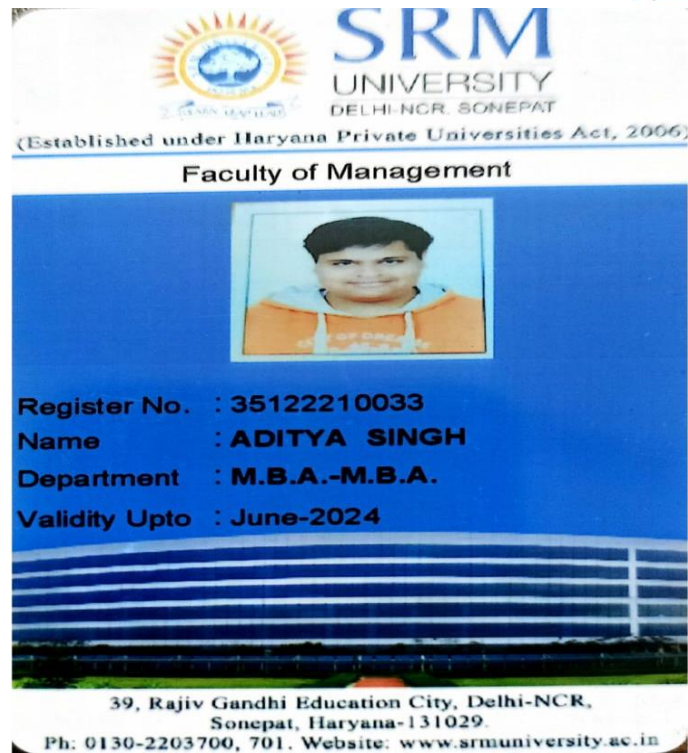 SRM
UNIVERSITY
DELHI-NCR, SONEPAT
(Established under Haryana Private Universities Act, 2006)
Faculty of Management
Register No. : 35122210033
Name : ADITYA SINGH
Department : M.B.A.-M.B.A.
Validity Upto : June-2024
39, Rajiv Gandhi Education City, Delhi-NCR,
Sonepat, Haryana-131029.
Ph: 0130-2203700, 701. Website: www.srmuniversity.ac.in